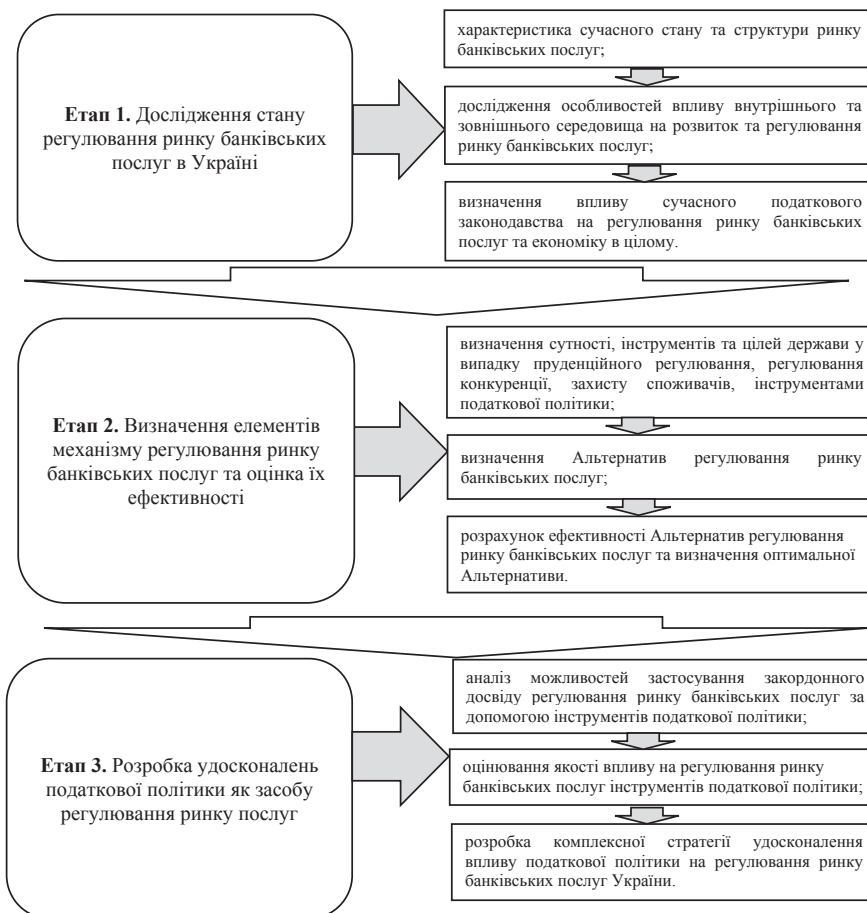 Етап 1. Дослідження стану
регулювання ринку банківських
послуг в Україні
характеристика сучасного стану та структури ринку
банківських послуг;
дослідження особливостей впливу внутрішнього та
зовнішнього середовища на розвиток та регулювання
ринку банківських послуг;
визначення впливу сучасного податкового
законодавства на регулювання ринку банківських
послуг та економіку в цілому.
Етап 2. Визначення елементів
механізму регулювання ринку
банківських послуг та оцінка їх
ефективності
визначення сутності, інструментів та цілей держави у
випадку пруденційного регулювання, регулювання
конкуренції, захисту споживачів, інструментами
податкової політики;
визначення Альтернатив регулювання ринку
банківських послуг;
розрахунок ефективності Альтернатив регулювання
ринку банківських послуг та визначення оптимальної
Альтернативи.
Етап 3. Розробка удосконалень
податкової політики як засобу
регулювання ринку послуг
аналіз можливостей застосування закордонного
досвіду регулювання ринку банківських послуг за
допомогою інструментів податкової політики;
оцінювання якості впливу на регулювання ринку
банківських послуг інструментів податкової політики;
розробка комплексної стратегії удосконалення
впливу податкової політики на регулювання ринку
банківських послуг України.